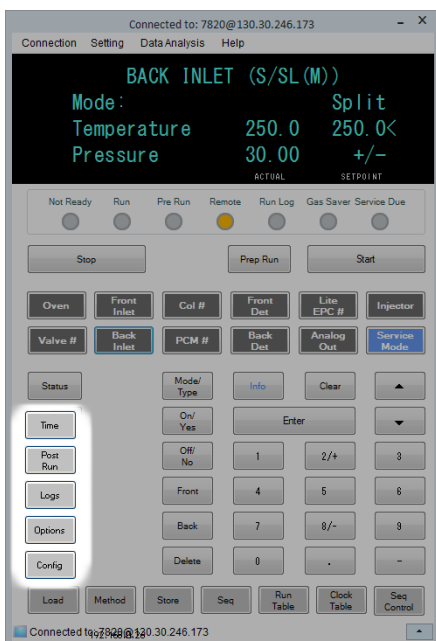 Connected to: 7820@130.30.246.173
Connection Setting Data Analysis Help
BACK INLET (S/SL(M))
Mode: Split
Temperature 250.0 250.0<
Pressure 30.00 +/-
ACTUAL SETPOINT
Not Ready Run Pre Run Remote Run Log Gas Saver Service Due
Stop Prep Run Start
Oven Front Inlet Col # Front Det Lite EPC # Injector
Valve # Back Inlet PCM # Back Det Analog Out Service Mode
Status Mode/Type Info Clear
Time On/Yes Enter
Post Run Off/No 1 2/+ 3
Logs Front 4 5 6
Options Back 7 8/- 9
Config Delete 0 . -
Load Method Store Seq Run Table Clock Table Seq Control
Connected to: 7820@130.30.246.173